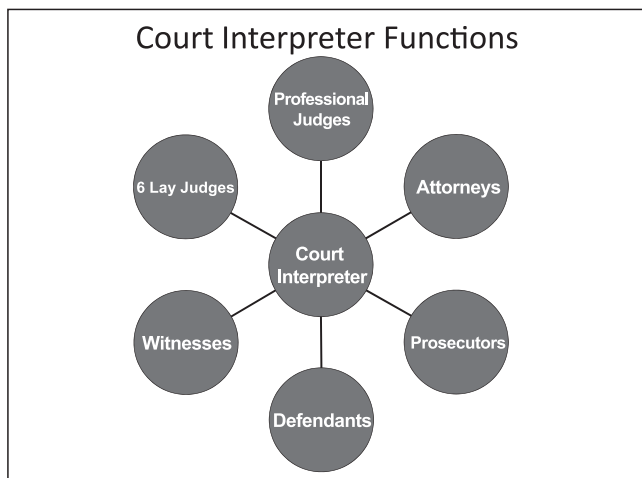 Court Interpreter Functions
Professional
Judges
6 Lay Judges
Attorneys
Court
Interpreter
Witnesses
Prosecutors
Defendants